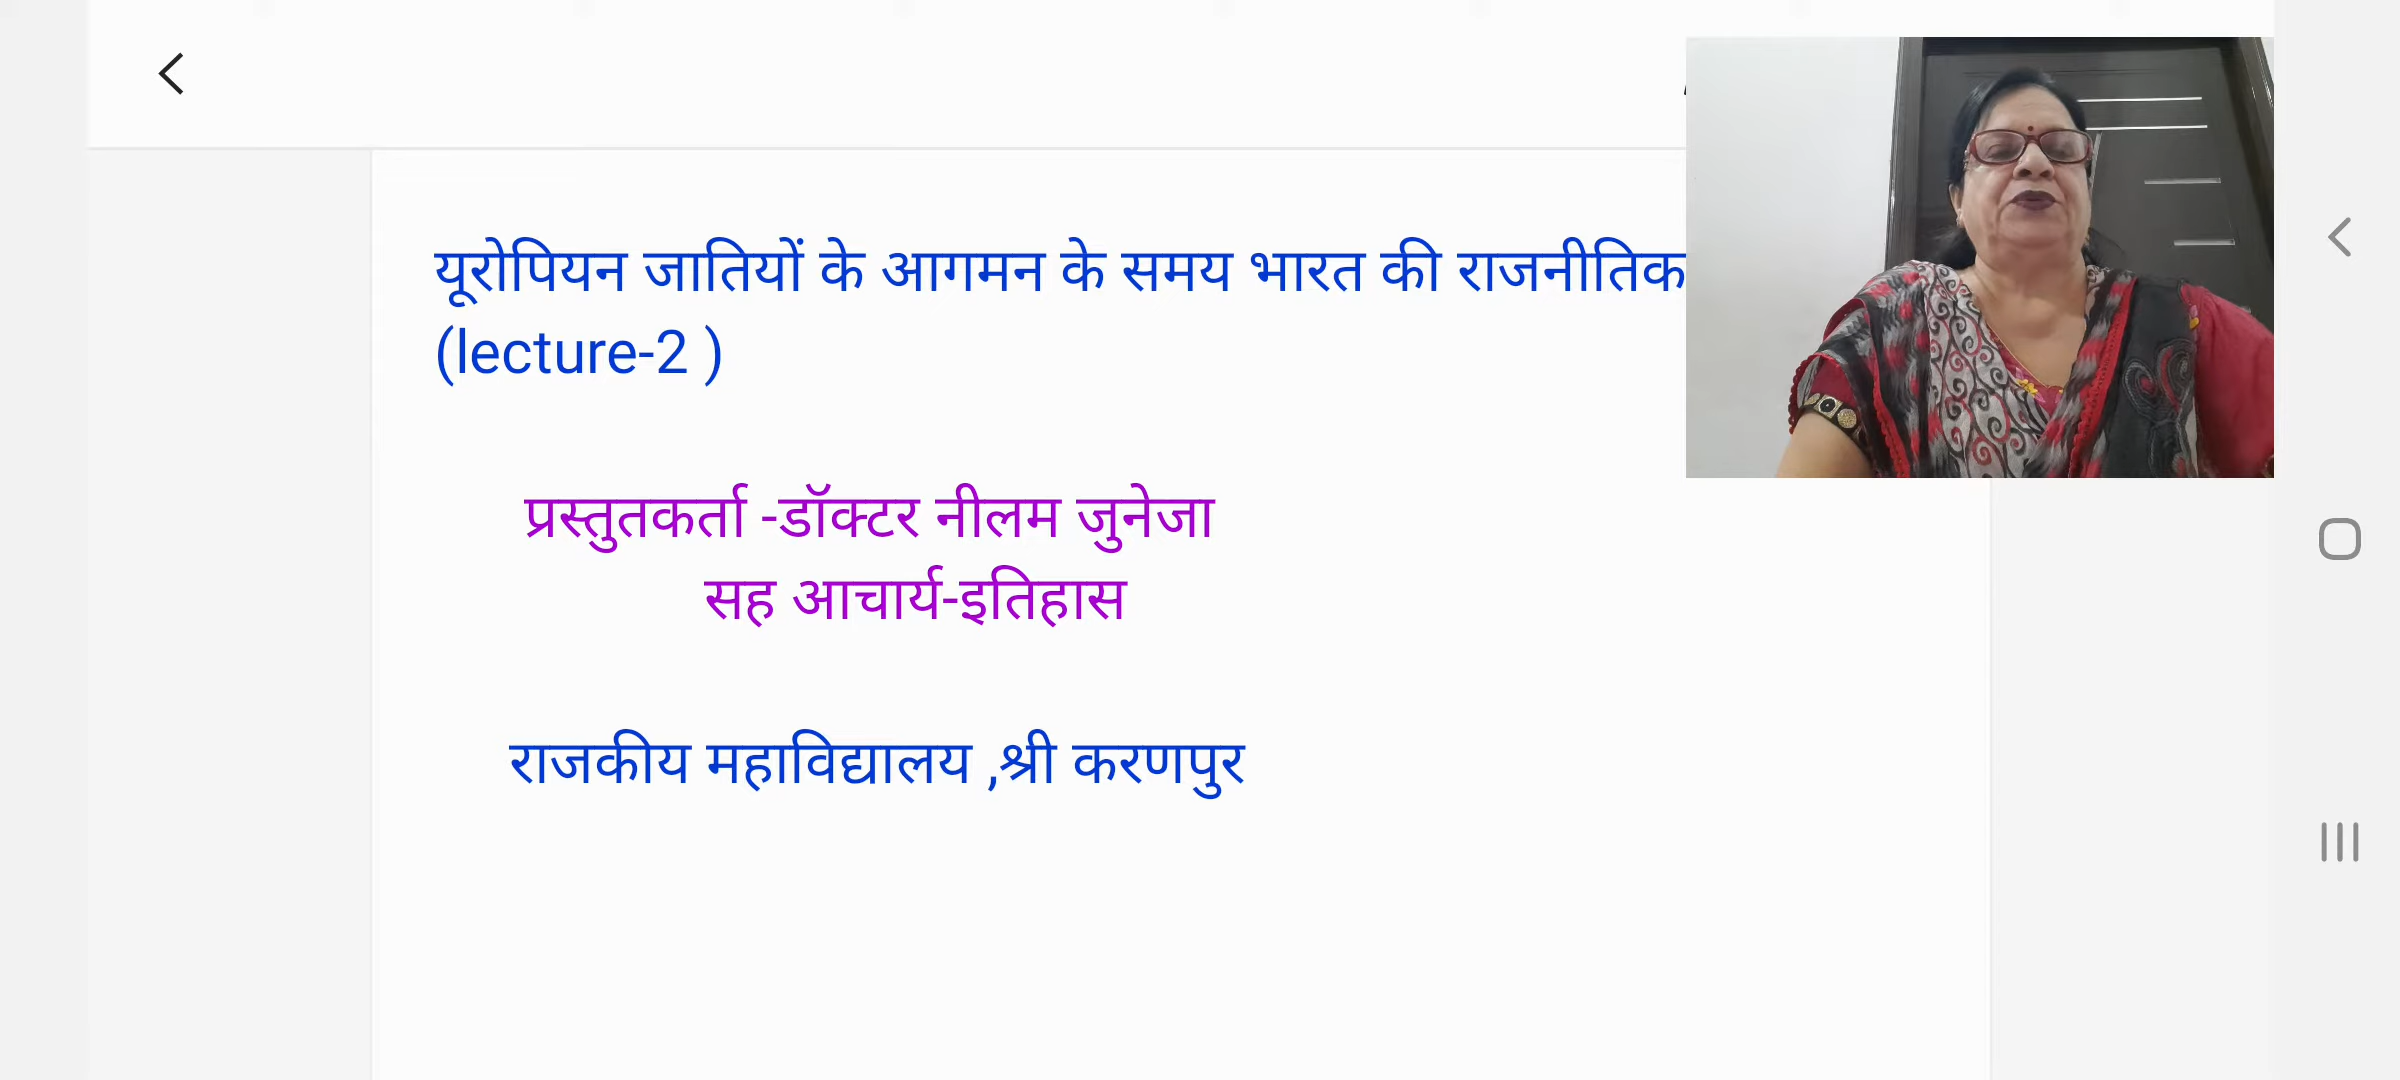 यूरोपियन जातियों के आगमन के समय भारत की राजनीतिक
(lecture-2 )
प्रस्तुतकर्ता -डॉक्टर नीलम जुनेजा
सह आचार्य-इतिहास
राजकीय महाविद्यालय ,श्री करणपुर